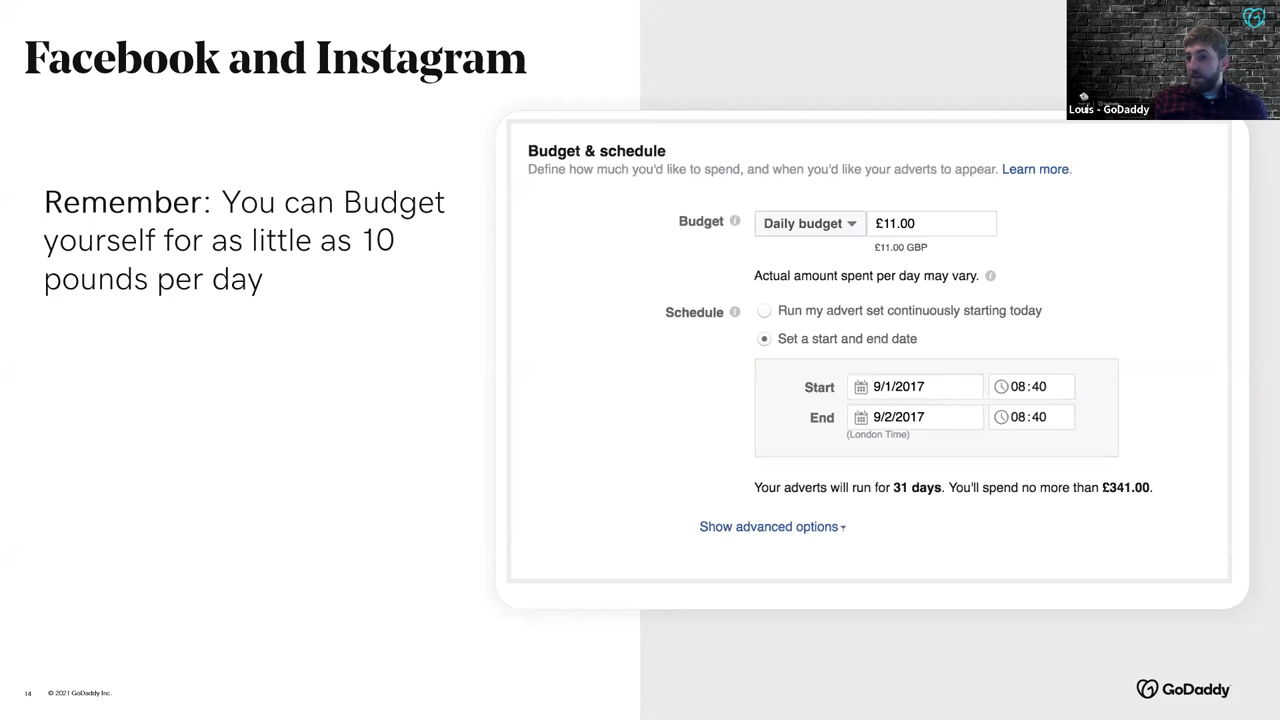 Facebook and Instagram
Louis - GoDaddy
Remember: You can Budget
yourself for as little as 10
pounds per day
Budget & schedule
Define how much you'd like to spend, and when you'd like your adverts to appear. Learn more.
Budget Daily budget £11.00
£11.00 GBP
Actual amount spent per day may vary.
Schedule Run my advert set continuously starting today
Set a start and end date
Start 9/1/2017 08:40
End 9/2/2017 08:40
(London Time)
Your adverts will run for 31 days. You'll spend no more than £341.00.
Show advanced options
14 © 2021 GoDaddy Inc.
GoDaddy